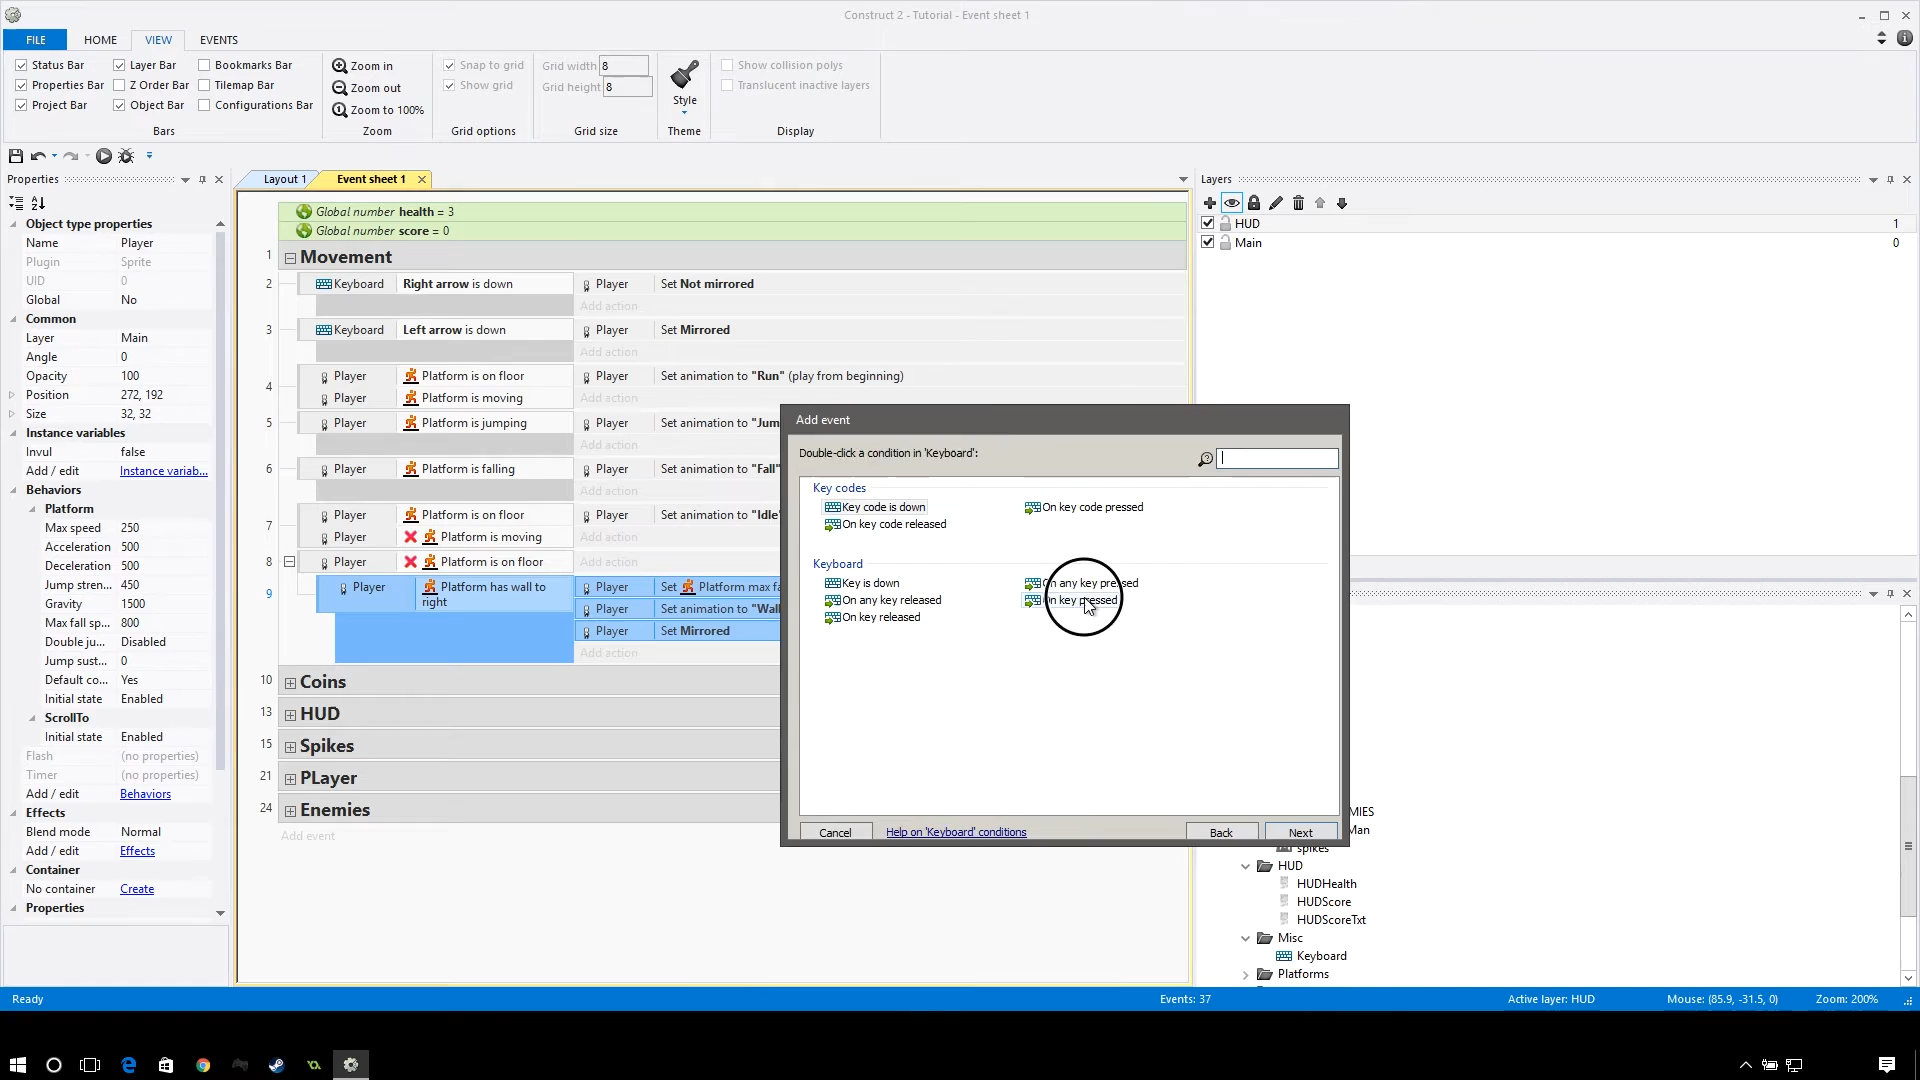 Construct 2 - Tutorial - Event sheet 1
FILE HOME VIEW EVENTS
Status Bar Layer Bar Bookmarks Bar
Properties Bar Z Order Bar Tilemap Bar
Project Bar Object Bar Configurations Bar
Bars
Zoom in
Zoom out
Zoom to 100%
Zoom
Snap to grid
Show grid
Grid options
Grid width 8
Grid height 8
Grid size
Style
Theme
Show collision polys
Translucent inactive layers
Display
Properties
Object type properties
Name Player
Plugin Sprite
UID 0
Global No
Common
Layer Main
Angle 0
Opacity 100
Position 272, 192
Size 32, 32
Instance variables
Invul false
Add / edit Instance variab...
Behaviors
Platform
Max speed 250
Acceleration 500
Deceleration 500
Jump stren... 450
Gravity 1500
Max fall sp... 800
Double ju... Disabled
Jump sust... 0
Default co... Yes
Initial state Enabled
ScrollTo
Initial state Enabled
Flash (no properties)
Timer (no properties)
Add / edit Behaviors
Effects
Blend mode Normal
Add / edit Effects
Container
No container Create
Properties
Layout 1 Event sheet 1
Global number health = 3
Global number score = 0
1 Movement
2 Keyboard Right arrow is down Player Set Not mirrored
Add action
3 Keyboard Left arrow is down Player Set Mirrored
Add action
4 Player Platform is on floor Player Set animation to "Run" (play from beginning)
Player Platform is moving Add action
5 Player Platform is jumping Player Set animation to "Jum
Add action
6 Player Platform is falling Player Set animation to "Fall"
Add action
7 Player Platform is on floor Player Set animation to "Idle"
Player Platform is moving Add action
8 Player Platform is on floor Add action
9 Player Platform has wall to right Player Set Platform max fa
Player Set animation to "Wal
Player Set Mirrored
Add action
10 Coins
13 HUD
15 Spikes
21 PLayer
24 Enemies
Add event
Add event
Double-click a condition in 'Keyboard':
Key codes
Key code is down On key code pressed
On key code released
Keyboard
Key is down On any key pressed
On any key released On key pressed
On key released
Cancel Help on 'Keyboard' conditions Back Next
Layers
HUD 1
Main 0
MIES
Man
spikes
HUD
HUDHealth
HUDScore
HUDScoreTxt
Misc
Keyboard
Platforms
Ready Events: 37 Active layer: HUD Mouse: (85.9, -31.5, 0) Zoom: 200%